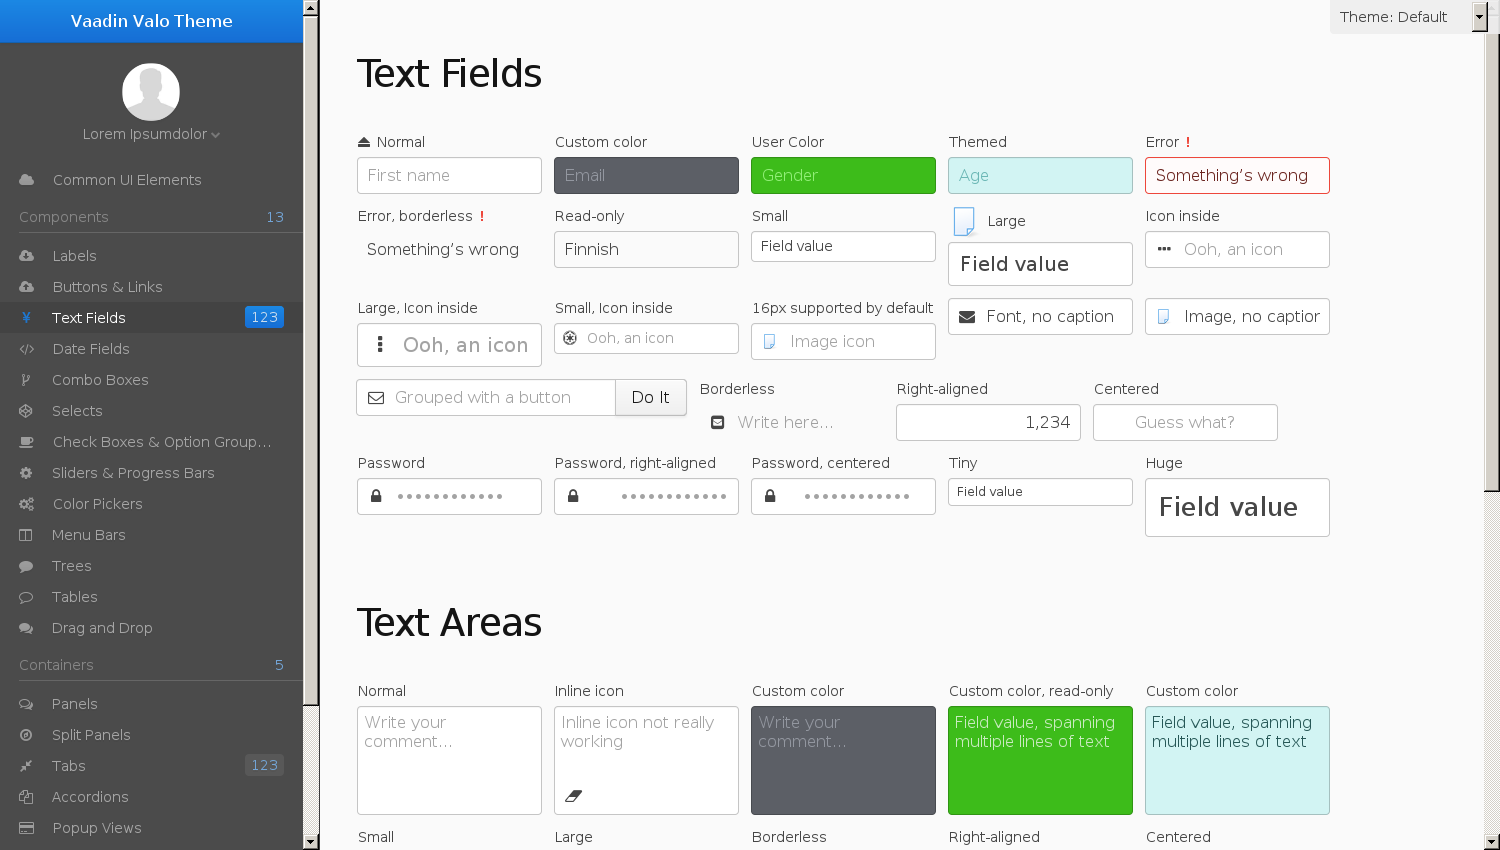 Vaadin Valo Theme
Lorem Ipsumdolor
Common UI Elements
Components 13
Labels
Buttons & Links
¥ Text Fields 123
Date Fields
Combo Boxes
Selects
Check Boxes & Option Group...
Sliders & Progress Bars
Color Pickers
Menu Bars
Trees
Tables
Drag and Drop
Containers 5
Panels
Split Panels
Tabs 123
Accordions
Popup Views
Theme: Default
Text Fields
Normal Custom color User Color Themed Error !
First name Email Gender Age Something's wrong
Error, borderless ! Read-only Small Large Icon inside
Something's wrong Finnish Field value Field value Ooh, an icon
Large, Icon inside Small, Icon inside 16px supported by default
Ooh, an icon Ooh, an icon Image icon Font, no caption Image, no caption
Grouped with a button Do It Borderless Right-aligned Centered
Write here... 1,234 Guess what?
Password Password, right-aligned Password, centered Tiny Huge
•••••••••••• •••••••••••• •••••••••••• Field value Field value
Text Areas
Normal Inline icon Custom color Custom color, read-only Custom color
Write your Inline icon not really Write your Field value, spanning Field value, spanning
comment... working comment... multiple lines of text multiple lines of text
Small Large Borderless Right-aligned Centered